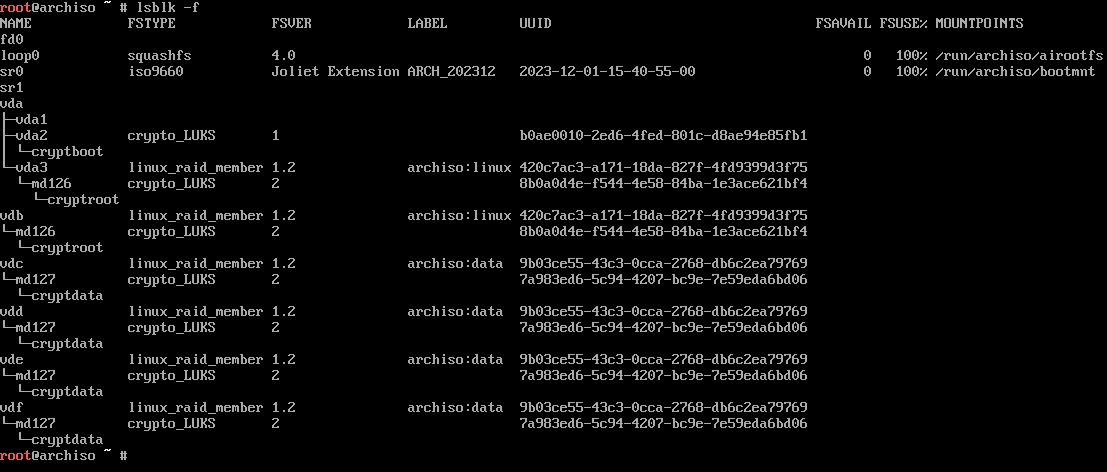 root@archiso ~ # lsblk -f
NAME FSTYPE FSVER LABEL UUID FSAVAIL FSUSE% MOUNTPOINTS
fd0
loop0 squashfs 4.0 0 100% /run/archiso/airootfs
sr0 iso9660 Joliet Extension ARCH_202312 2023-12-01-15-40-55-00 0 100% /run/archiso/bootmnt
sr1
vda
├─vda1
├─vda2 crypto_LUKS 1 b0ae0010-2ed6-4fed-801c-d8ae94e85fb1
│ └─cryptboot
└─vda3 linux_raid_member 1.2 archiso:linux 420c7ac3-a171-18da-827f-4fd9399d3f75
  └─md126 crypto_LUKS 2 8b0a0d4e-f544-4e58-84ba-1e3ace621bf4
    └─cryptroot
vdb linux_raid_member 1.2 archiso:linux 420c7ac3-a171-18da-827f-4fd9399d3f75
└─md126 crypto_LUKS 2 8b0a0d4e-f544-4e58-84ba-1e3ace621bf4
  └─cryptroot
vdc linux_raid_member 1.2 archiso:data 9b03ce55-43c3-0cca-2768-db6c2ea79769
└─md127 crypto_LUKS 2 7a983ed6-5c94-4207-bc9e-7e59eda6bd06
  └─cryptdata
vdd linux_raid_member 1.2 archiso:data 9b03ce55-43c3-0cca-2768-db6c2ea79769
└─md127 crypto_LUKS 2 7a983ed6-5c94-4207-bc9e-7e59eda6bd06
  └─cryptdata
vde linux_raid_member 1.2 archiso:data 9b03ce55-43c3-0cca-2768-db6c2ea79769
└─md127 crypto_LUKS 2 7a983ed6-5c94-4207-bc9e-7e59eda6bd06
  └─cryptdata
vdf linux_raid_member 1.2 archiso:data 9b03ce55-43c3-0cca-2768-db6c2ea79769
└─md127 crypto_LUKS 2 7a983ed6-5c94-4207-bc9e-7e59eda6bd06
  └─cryptdata
root@archiso ~ #